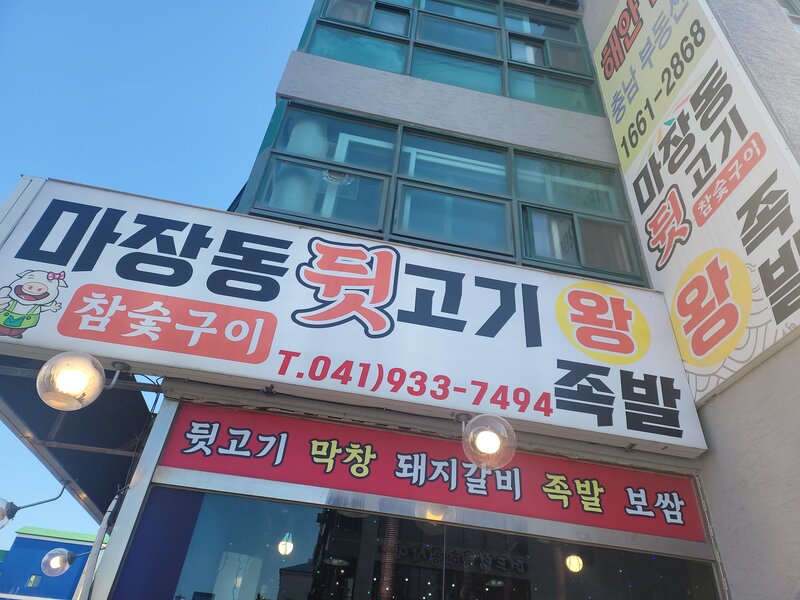 마장동뒷고기 왕족발
참숯구이
T.041)933-7494
뒷고기 막창 돼지갈비 족발 보쌈
해안
충남 부동산
1661-2868
마장동
뒷고기
참숯구이
왕족발